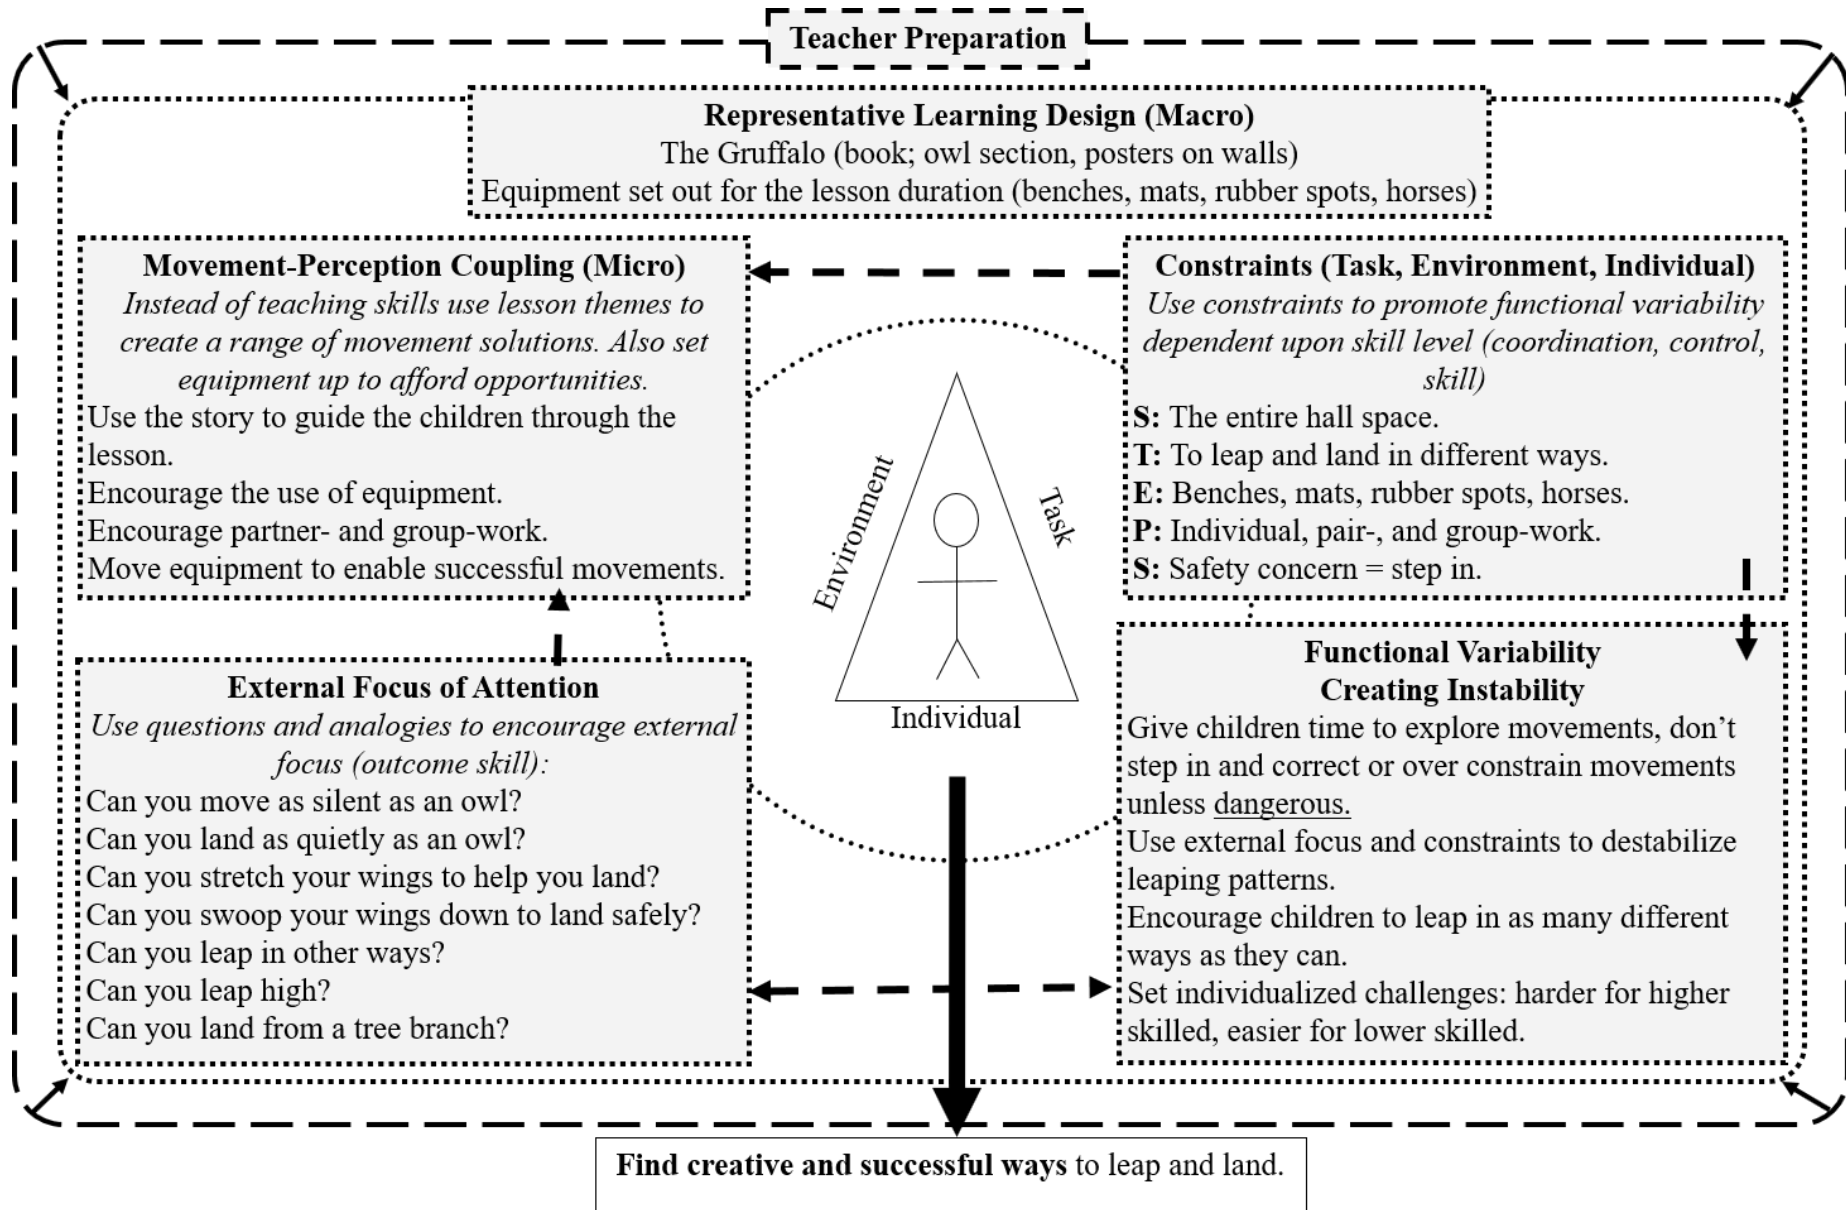 Teacher Preparation
Representative Learning Design (Macro)
The Gruffalo (book; owl section, posters on walls)
Equipment set out for the lesson duration (benches, mats, rubber spots, horses)
Movement-Perception Coupling (Micro)
Instead of teaching skills use lesson themes to
create a range of movement solutions. Also set
equipment up to afford opportunities.
Use the story to guide the children through the
lesson.
Encourage the use of equipment.
Encourage partner- and group-work.
Move equipment to enable successful movements.
Constraints (Task, Environment, Individual)
Use constraints to promote functional variability
dependent upon skill level (coordination, control,
skill)
S: The entire hall space.
T: To leap and land in different ways.
E: Benches, mats, rubber spots, horses.
P: Individual, pair-, and group-work.
S: Safety concern = step in.
Environment
Task
Individual
External Focus of Attention
Use questions and analogies to encourage external
focus (outcome skill):
Can you move as silent as an owl?
Can you land as quietly as an owl?
Can you stretch your wings to help you land?
Can you swoop your wings down to land safely?
Can you leap in other ways?
Can you leap high?
Can you land from a tree branch?
Functional Variability
Creating Instability
Give children time to explore movements, don’t
step in and correct or over constrain movements
unless dangerous.
Use external focus and constraints to destabilize
leaping patterns.
Encourage children to leap in as many different
ways as they can.
Set individualized challenges: harder for higher
skilled, easier for lower skilled.
Find creative and successful ways to leap and land.